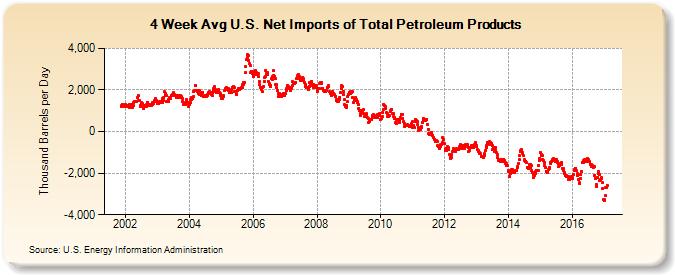 4 Week Avg U.S. Net Imports of Total Petroleum Products
Thousand Barrels per Day
4,000
2,000
0
-2,000
-4,000
2002 2004 2006 2008 2010 2012 2014 2016
Source: U.S. Energy Information Administration